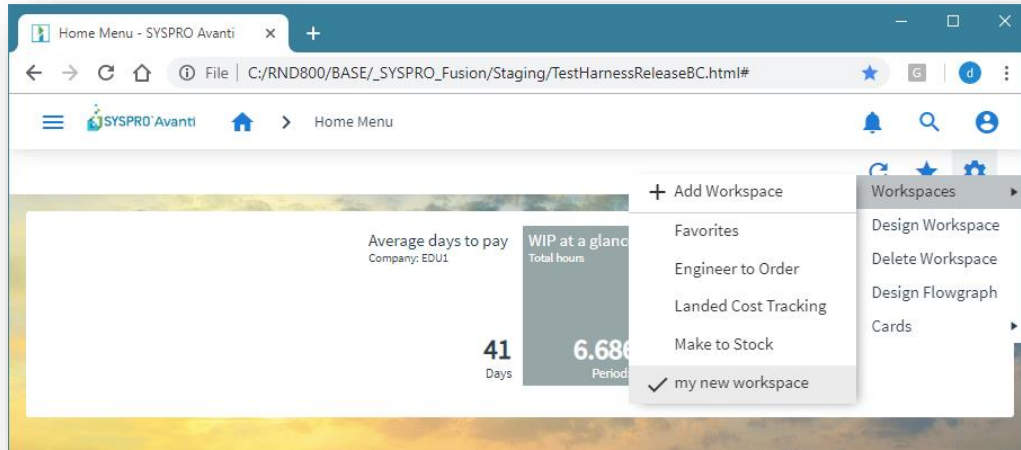 Home Menu - SYSPRO Avanti
File | C:/RND800/BASE/_SYSPRO_Fusion/Staging/TestHarnessReleaseBC.html#
G
d
SYSPRO Avanti
Home Menu
Add Workspace
Favorites
Engineer to Order
Landed Cost Tracking
Make to Stock
my new workspace
Workspaces
Design Workspace
Delete Workspace
Design Flowgraph
Cards
Average days to pay
Company: EDU1
41
Days
WIP at a glanc
Total hours
6.686
Period